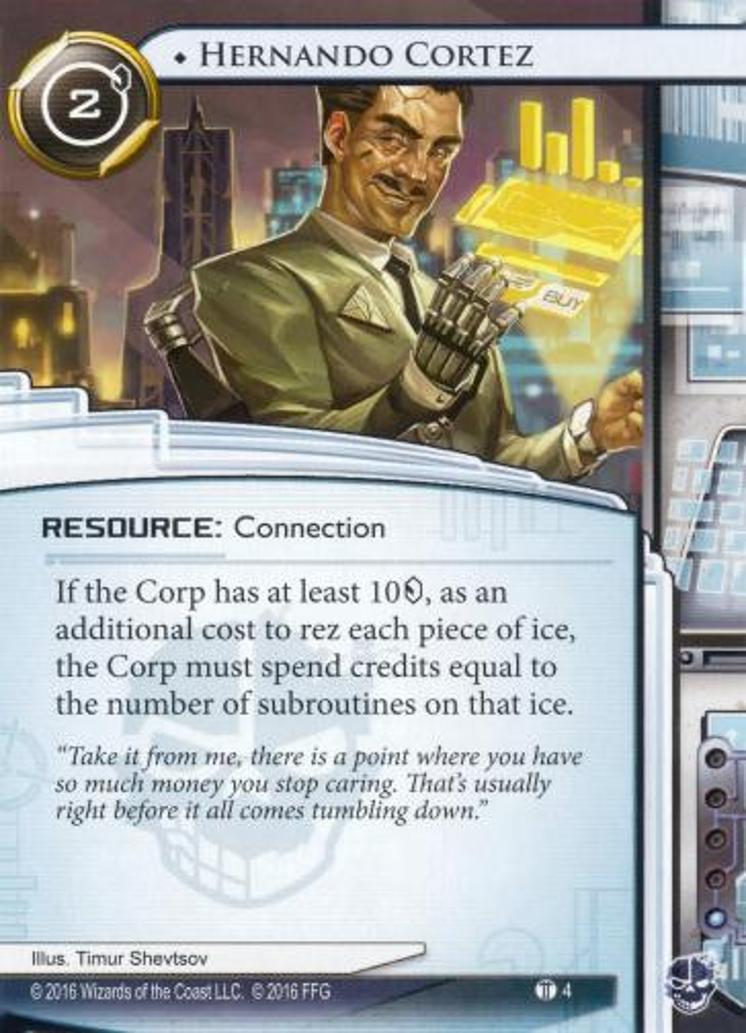 2
◆ HERNANDO CORTEZ
BUY
RESOURCE: Connection
If the Corp has at least 10, as an
additional cost to rez each piece of ice,
the Corp must spend credits equal to
the number of subroutines on that ice.
“Take it from me, there is a point where you have
so much money you stop caring. That’s usually
right before it all comes tumbling down.”
Illus. Timur Shevtsov
© 2016 Wizards of the Coast LLC. © 2016 FFG
4